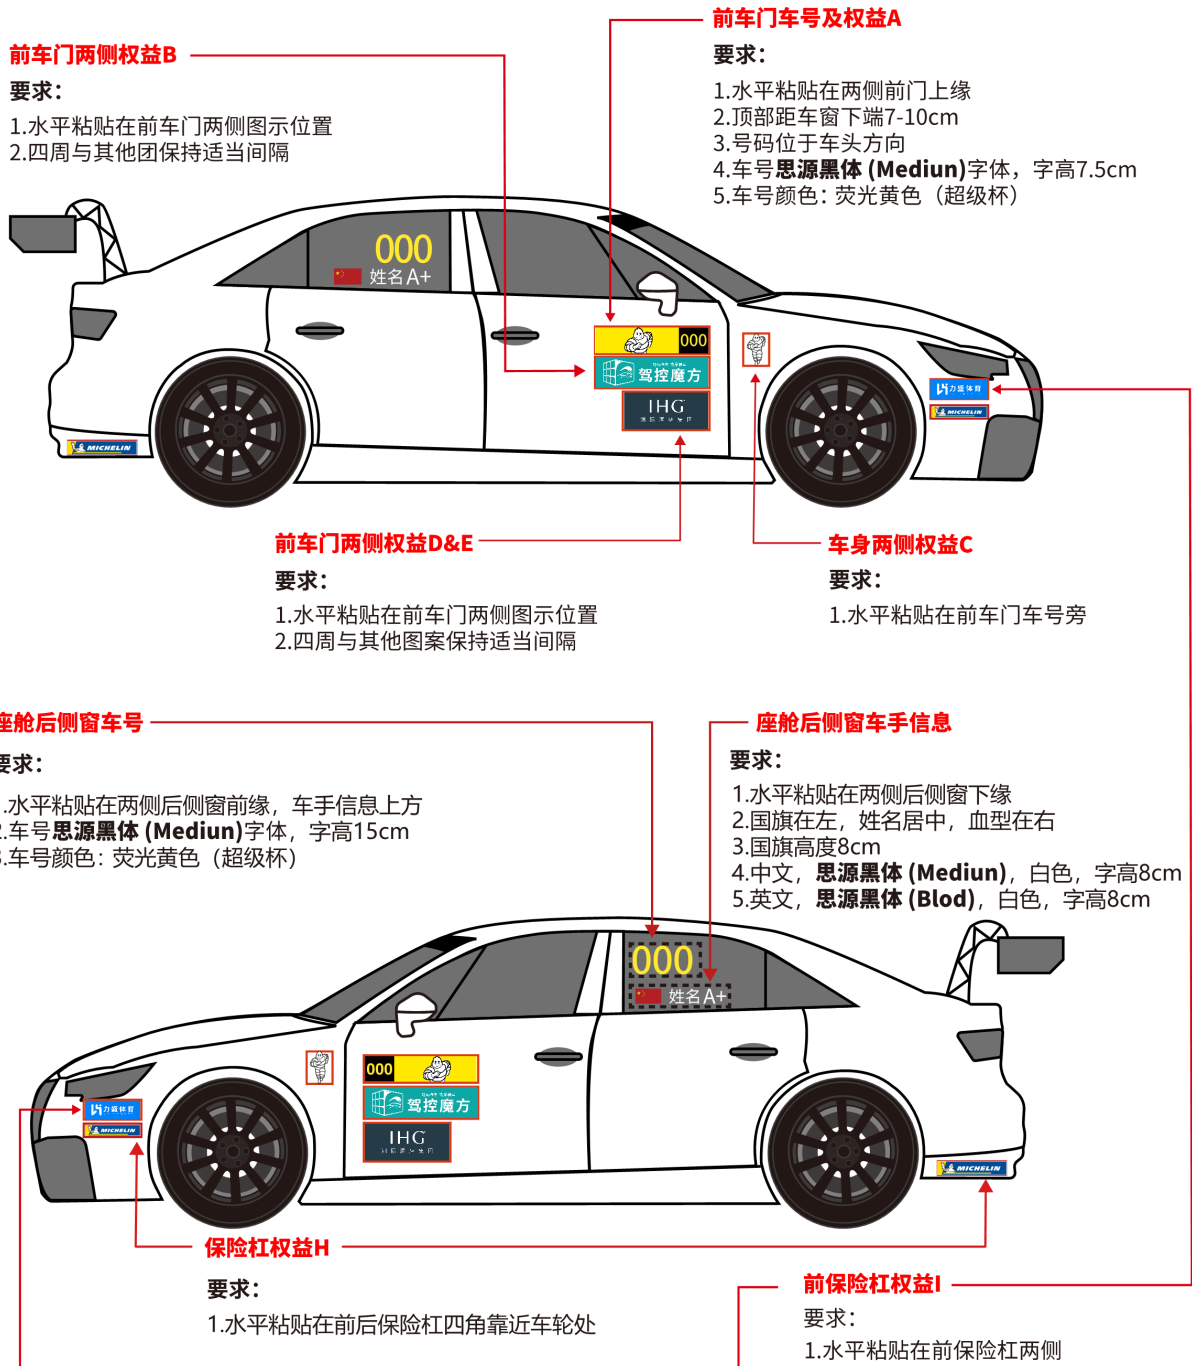 前车门车号及权益A
要求：
1.水平粘贴在两侧前门上缘
2.顶部距车窗下端7-10cm
3.号码位于车头方向
4.车号思源黑体 (Mediun)字体，字高7.5cm
5.车号颜色：荧光黄色（超级杯）
前车门两侧权益B
要求：
1.水平粘贴在前车门两侧图示位置
2.四周与其他团保持适当间隔
000
姓名 A+
000
驾控魔方
IHG
力盛体育
MICHELIN
MICHELIN
前车门两侧权益D&E
要求：
1.水平粘贴在前车门两侧图示位置
2.四周与其他图案保持适当间隔
车身两侧权益C
要求：
1.水平粘贴在前车门车号旁
座舱后侧窗车号
要求：
.水平粘贴在两侧后侧窗前缘，车手信息上方
2.车号思源黑体 (Mediun)字体，字高15cm
3.车号颜色：荧光黄色（超级杯）
座舱后侧窗车手信息
要求：
1.水平粘贴在两侧后侧窗下缘
2.国旗在左，姓名居中，血型在右
3.国旗高度8cm
4.中文，思源黑体 (Mediun)，白色，字高8cm
5.英文，思源黑体 (Blod)，白色，字高8cm
000
姓名 A+
000
驾控魔方
IHG
力盛体育
MICHELIN
MICHELIN
保险杠权益H
要求：
1.水平粘贴在前后保险杠四角靠近车轮处
前保险杠权益I
要求：
1.水平粘贴在前保险杠两侧